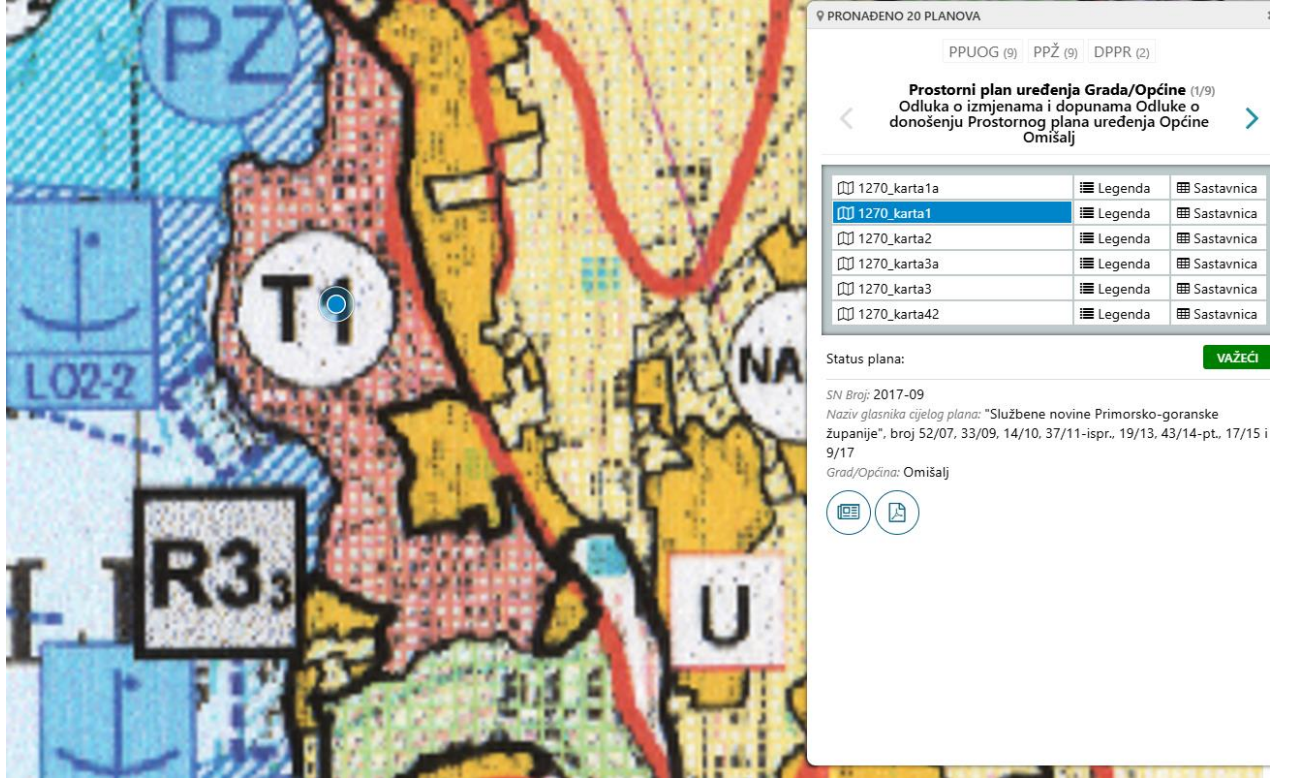 PZ
T1
LO2-2
R3₃
NA
U
PRONAĐENO 20 PLANOVA
PPUOG (9) PPŽ (9) DPPR (2)
Prostorni plan uređenja Grada/Općine (1/9)
Odluka o izmjenama i dopunama Odluke o
donošenju Prostornog plana uređenja Općine
Omišalj
1270_karta1a Legenda Sastavnica
1270_karta1 Legenda Sastavnica
1270_karta2 Legenda Sastavnica
1270_karta3a Legenda Sastavnica
1270_karta3 Legenda Sastavnica
1270_karta42 Legenda Sastavnica
Status plana: VAŽEĆI
SN Broj: 2017-09
Naziv glasnika cijelog plana: "Službene novine Primorsko-goranske
županije", broj 52/07, 33/09, 14/10, 37/11-ispr., 19/13, 43/14-pt., 17/15 i
9/17
Grad/Općina: Omišalj